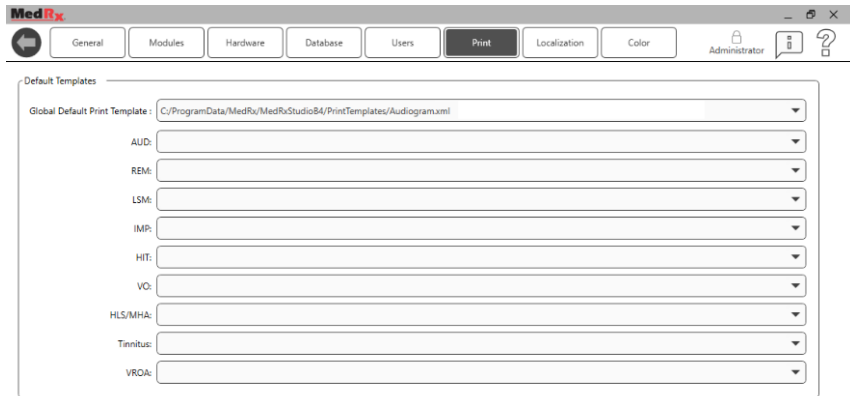 MedRx
General Modules Hardware Database Users Print Localization Color Administrator
Default Templates
Global Default Print Template : C:/ProgramData/MedRx/MedRxStudio84/PrintTemplates/Audiogram.xml
AUD:
REM:
LSM:
IMP:
HIT:
VO:
HLS/MHA:
Tinnitus:
VROA: